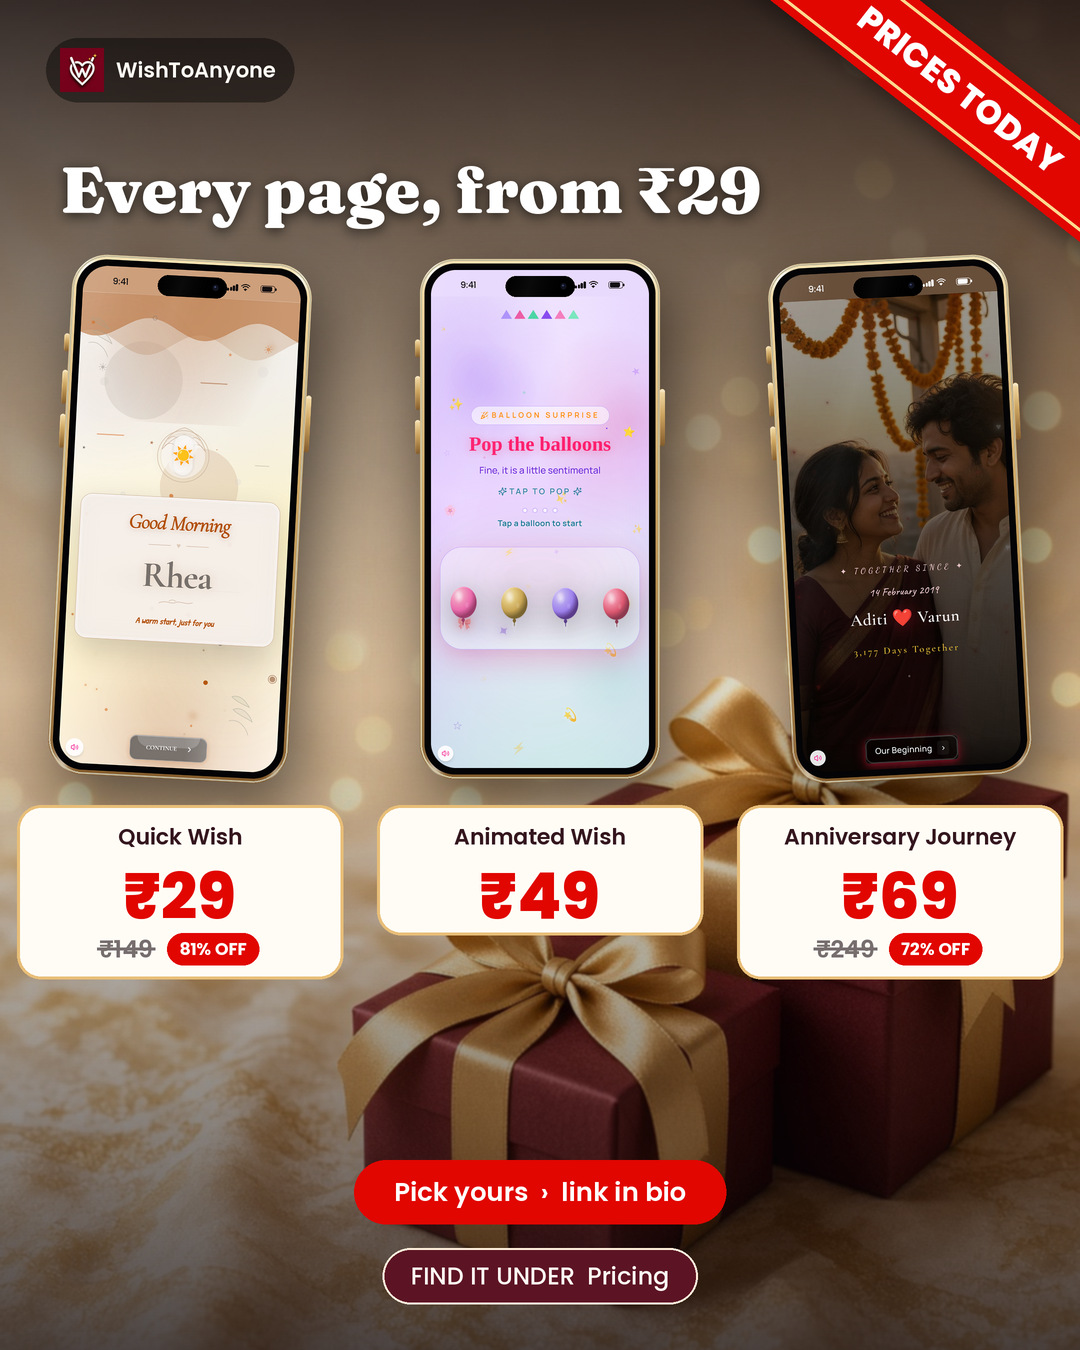 WishToAnyone
PRICES TODAY
Every page, from ₹29
9:41
Good Morning
Rhea
A warm start, just for you
CONTINUE ›
9:41
BALLOON SURPRISE
Pop the balloons
Fine, it is a little sentimental
TAP TO POP
Tap a balloon to start
9:41
TOGETHER SINCE
14 February 2019
Aditi ❤️ Varun
Days Together
Our Beginning ›
Quick Wish
₹29
₹149 81% OFF
Animated Wish
₹49
Anniversary Journey
₹69
₹249 72% OFF
Pick yours › link in bio
FIND IT UNDER Pricing